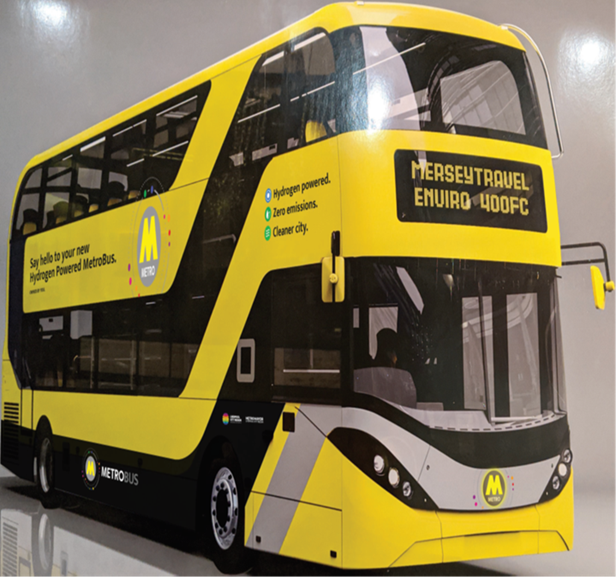 MERSEYTRAVEL
ENVIRO 400FC
Hydrogen powered.
Zero emissions.
Cleaner city.
Say hello to your new
Hydrogen Powered MetroBus.
M
METRO
M
METROBUS
M
METRO